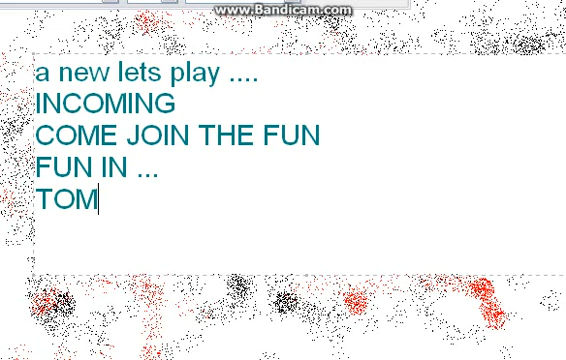 www.Bandicam.com
a new lets play ....
INCOMING
COME JOIN THE FUN
FUN IN ...
TOM